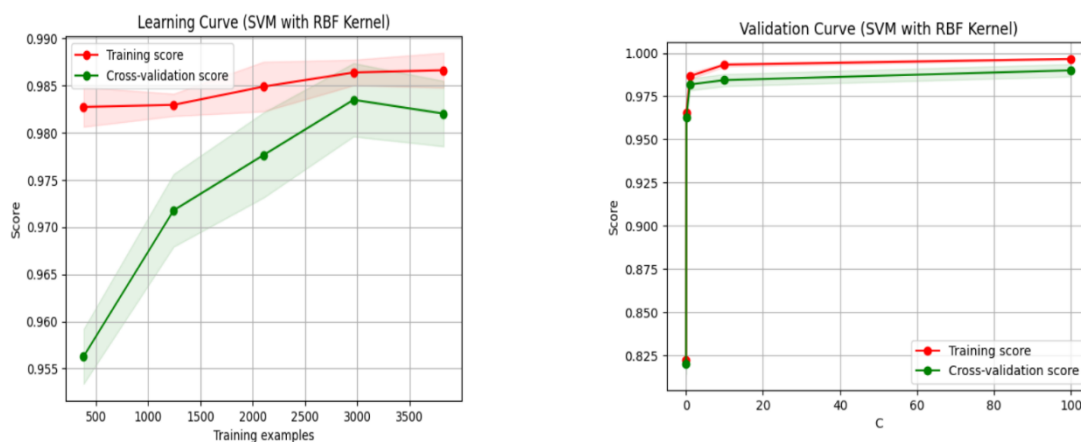 Learning Curve (SVM with RBF Kernel)
0.990
0.985
0.980
0.975
0.970
0.965
0.960
0.955
Score
Training score
Cross-validation score
500 1000 1500 2000 2500 3000 3500
Training examples
Validation Curve (SVM with RBF Kernel)
1.000
0.975
0.950
0.925
0.900
0.875
0.850
0.825
Score
Training score
Cross-validation score
0 20 40 60 80 100
C